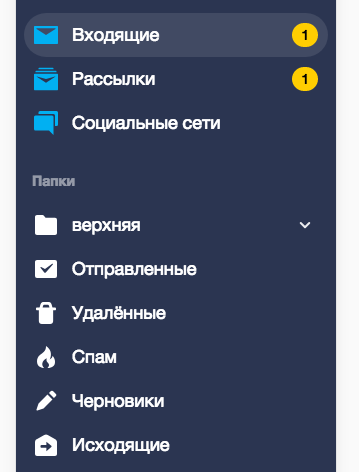 Входящие 1
Рассылки 1
Социальные сети
Папки
верхняя
Отправленные
Удалённые
Спам
Черновики
Исходящие